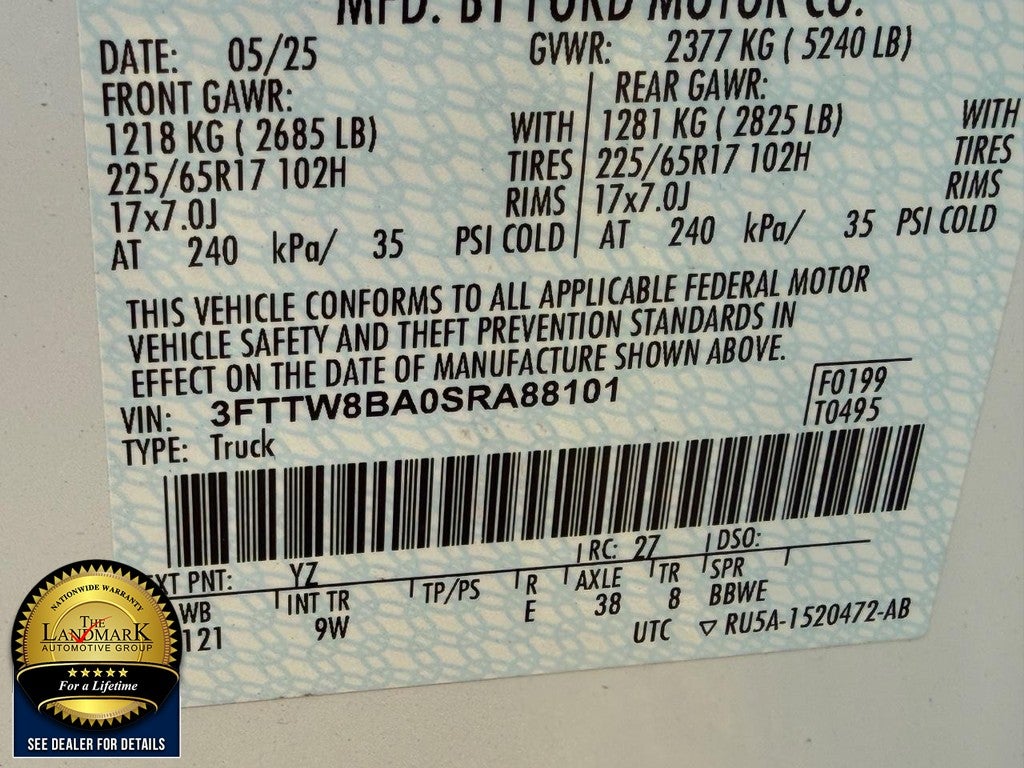 MFD. BY FORD MOTOR CO.
DATE: 05/25 GVWR: 2377 KG ( 5240 LB)
FRONT GAWR: REAR GAWR:
1218 KG ( 2685 LB) WITH 1281 KG ( 2825 LB) WITH
225/65R17 102H TIRES 225/65R17 102H TIRES
17x7.0J RIMS 17x7.0J RIMS
AT 240 kPa/ 35 PSI COLD AT 240 kPa/ 35 PSI COLD
THIS VEHICLE CONFORMS TO ALL APPLICABLE FEDERAL MOTOR
VEHICLE SAFETY AND THEFT PREVENTION STANDARDS IN
EFFECT ON THE DATE OF MANUFACTURE SHOWN ABOVE.
VIN: 3FTTW8BA0SRA88101 F0199
TYPE: Truck T0495
RC: 27 DSO:
EXT PNT: YZ
WB INT TR TP/PS R AXLE TR SPR
121 9W E 38 8 BBWE
UTC ▽ RU5A-1520472-AB
NATIONWIDE WARRANTY
THE
LANDMARK
AUTOMOTIVE GROUP
★★★★★
For a Lifetime
SEE DEALER FOR DETAILS